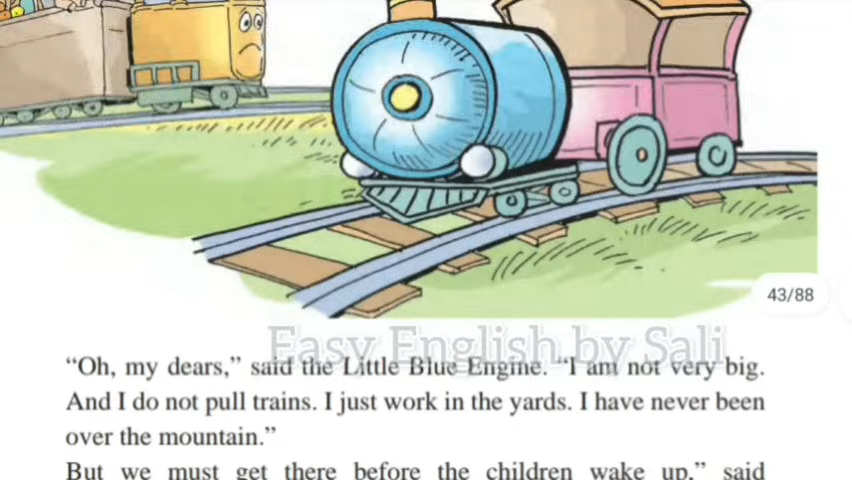 43/88
Easy English by Sali
“Oh, my dears,” said the Little Blue Engine. “I am not very big.
And I do not pull trains. I just work in the yards. I have never been
over the mountain.”
But we must get there before the children wake up,” said